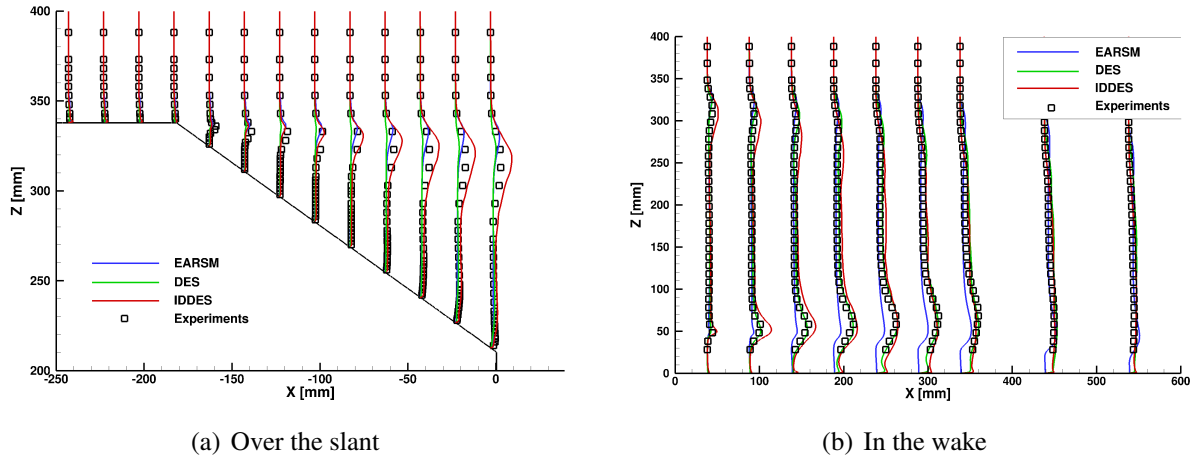 400
350
300
250
200
Z [mm]
EARSM
DES
IDDES
Experiments
-250 -200 -150 -100 -50 0
X [mm]
(a) Over the slant
400
350
300
250
200
150
100
50
0
Z [mm]
EARSM
DES
IDDES
Experiments
0 100 200 300 400 500 600
X [mm]
(b) In the wake